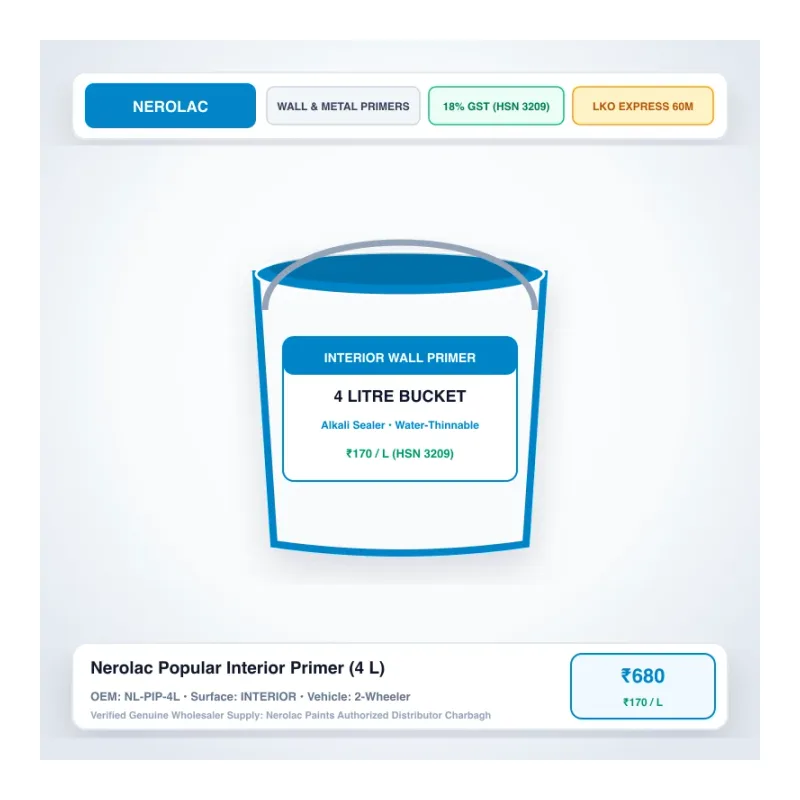 NEROLAC
WALL & METAL PRIMERS
18% GST (HSN 3209)
LKO EXPRESS 60M
INTERIOR WALL PRIMER
4 LITRE BUCKET
Alkali Sealer • Water-Thinnable
₹170 / L (HSN 3209)
Nerolac Popular Interior Primer (4 L)
₹680
OEM: NL-PIP-4L • Surface: INTERIOR • Vehicle: 2-Wheeler
₹170 / L
Verified Genuine Wholesaler Supply: Nerolac Paints Authorized Distributor Charbagh